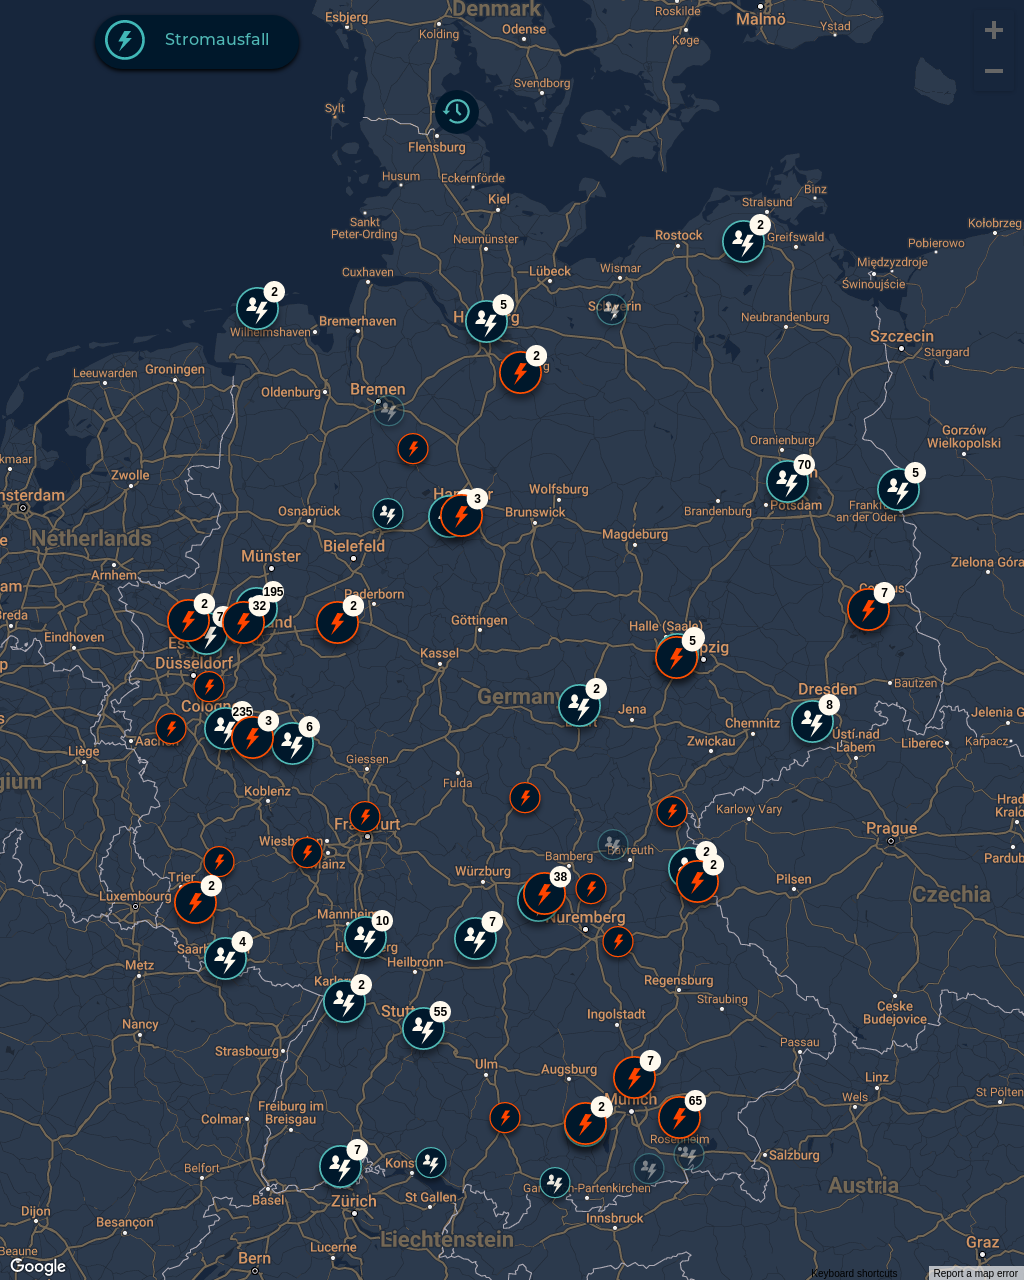 Denmark
Esbjerg
Kolding
Odense
Roskilde
Malmö
Ystad
Køge
Stromausfall
Svendborg
Sylt
Flensburg
Husum
Eckernförde
Binz
Kiel
Stralsund
2
Sankt
Peter-Ording
Neumünster
Rostock
Greifswald
Kołobrzeg
Pobierowo
Cuxhaven
Lübeck
Wismar
Międzyzdroje
Świnoujście
2
5
Wilhelmshaven
Bremerhaven
Neubrandenburg
Szczecin
Stargard
2
Leeuwarden
Groningen
Oldenburg
Bremen
Oranienburg
Gorzów
Wielkopolski
Zwolle
70
5
Wolfsburg
3
Osnabrück
Brunswick
Brandenburg
Potsdam
an der Oder
Netherlands
Magdeburg
Münster
Bielefeld
Arnhem
Zielona Góra
195
Paderborn
2
32
2
7
7
Göttingen
Halle (Saale)
5
Eindhoven
Kassel
Düsseldorf
Dresden
Bautzen
Germany
2
Jena
8
235
3
6
Chemnitz
Jelenia G
Aachen
Liège
Ústí nad
Labem
Liberec
Karpacz
Zwickau
Giessen
Koblenz
Fulda
Karlovy Vary
Prague
Frankfurt
Mainz
Bayreuth
Bamberg
Pardub
Trier
2
2
Würzburg
38
Pilsen
Czechia
Luxembourg
2
Mannheim
10
7
Nuremberg
4
Heilbronn
Metz
2
Regensburg
Straubing
Ceske
Budejovice
55
Ingolstadt
Nancy
Strasbourg
Passau
7
Ulm
Augsburg
Linz
St Pölten
Wels
2
65
Munich
Colmar
Freiburg im
Breisgau
Rosenheim
Salzburg
7
Belfort
Basel
Zürich
St Gallen
Garmisch-Partenkirchen
Austria
Dijon
Besançon
Innsbruck
Liechtenstein
Lucerne
Bern
Graz
Beaune
Google
Keyboard shortcuts
Report a map error